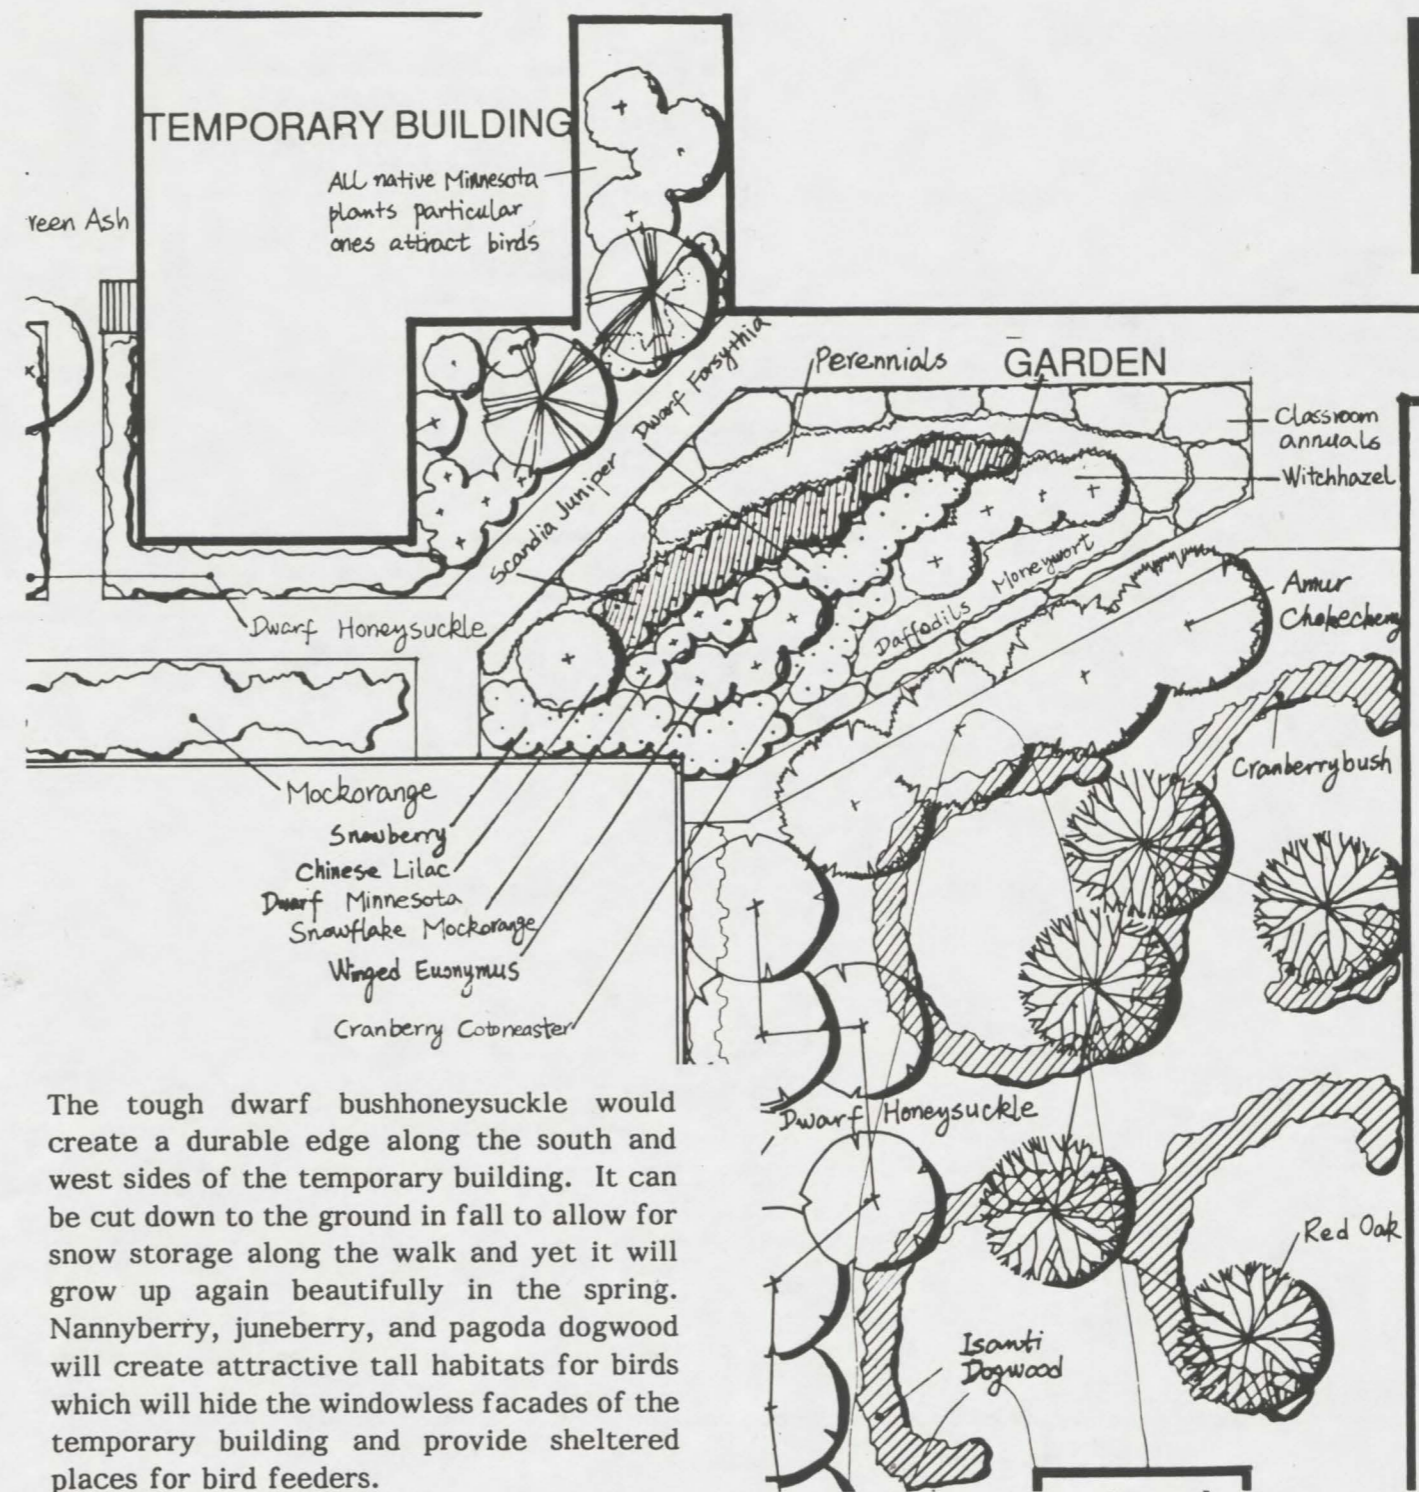 TEMPORARY BUILDING
All native Minnesota
plants particular
ones attract birds
reen Ash
Dwarf Forsythia
Perennials
GARDEN
Classroom
annuals
Witchhazel
Scandia Juniper
Moneywort
Daffodils
Amur
Chokecherry
Dwarf Honeysuckle
Cranberrybush
Mockorange
Snowberry
Chinese Lilac
Dwarf Minnesota
Snowflake Mockorange
Winged Euonymus
Cranberry Cotoneaster
Dwarf Honeysuckle
Red Oak
Isanti
Dogwood
The tough dwarf bushhoneysuckle would
create a durable edge along the south and
west sides of the temporary building. It can
be cut down to the ground in fall to allow for
snow storage along the walk and yet it will
grow up again beautifully in the spring.
Nannyberry, juneberry, and pagoda dogwood
will create attractive tall habitats for birds
which will hide the windowless facades of the
temporary building and provide sheltered
places for bird feeders.